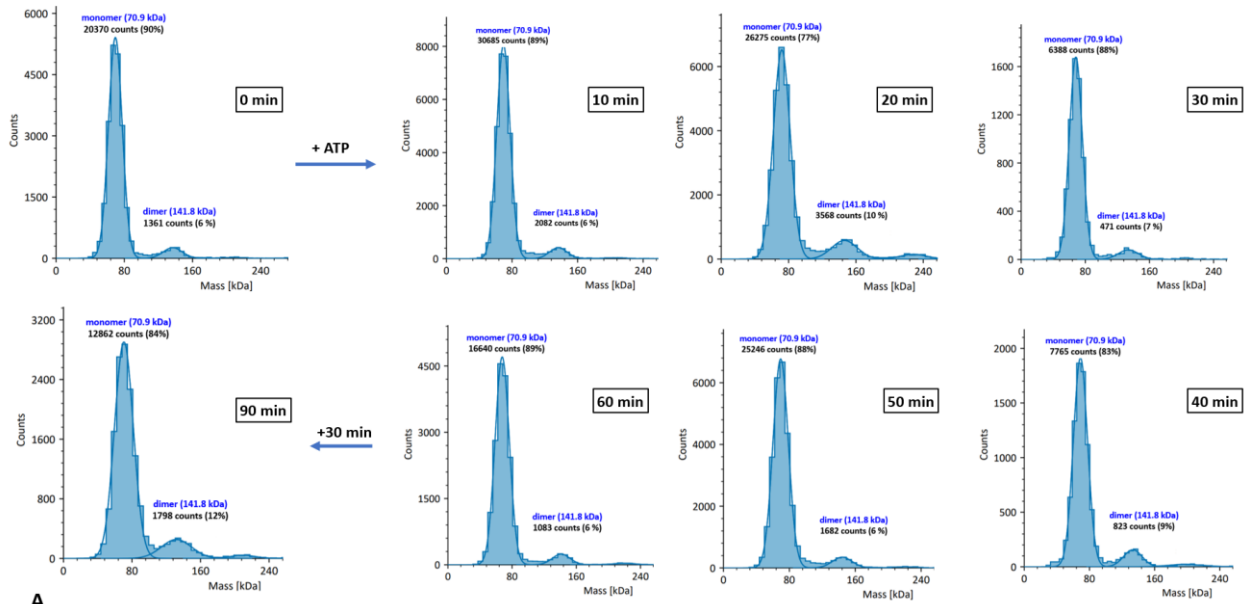 monomer (70.9 kDa)
20370 counts (90%)
6000
4500
3000
1500
0
Counts
0 min
dimer (141.8 kDa)
1361 counts (6 %)
0 80 160 240
Mass [kDa]
+ ATP
monomer (70.9 kDa)
30685 counts (89%)
8000
6000
4000
2000
0
Counts
10 min
dimer (141.8 kDa)
2082 counts (6 %)
0 80 160 240
Mass [kDa]
monomer (70.9 kDa)
26275 counts (77%)
6000
4000
2000
0
Counts
20 min
dimer (141.8 kDa)
3568 counts (10 %)
0 80 160 240
Mass [kDa]
monomer (70.9 kDa)
6388 counts (88%)
1600
1200
800
400
0
Counts
30 min
dimer (141.8 kDa)
471 counts (7 %)
0 80 160 240
Mass [kDa]
monomer (70.9 kDa)
12862 counts (84%)
3200
2400
1600
800
0
Counts
90 min
dimer (141.8 kDa)
1798 counts (12%)
0 80 160 240
Mass [kDa]
+30 min
monomer (70.9 kDa)
16640 counts (89%)
4500
3000
1500
0
Counts
60 min
dimer (141.8 kDa)
1083 counts (6 %)
0 80 160 240
Mass [kDa]
monomer (70.9 kDa)
25246 counts (88%)
6000
4000
2000
0
Counts
50 min
dimer (141.8 kDa)
1682 counts (6 %)
0 80 160 240
Mass [kDa]
monomer (70.9 kDa)
7765 counts (83%)
2000
1500
1000
500
0
Counts
40 min
dimer (141.8 kDa)
823 counts (9%)
0 80 160 240
Mass [kDa]
A